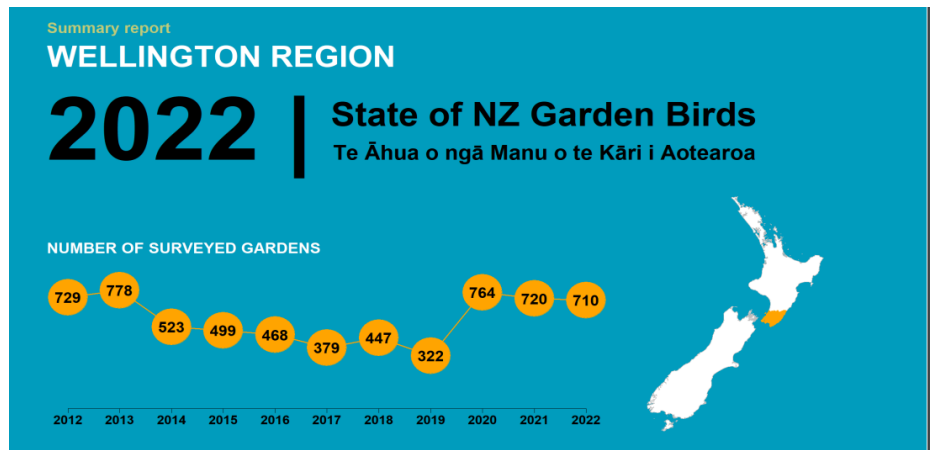 Summary report
WELLINGTON REGION
2022
State of NZ Garden Birds
Te Āhua o ngā Manu o te Kāri i Aotearoa
NUMBER OF SURVEYED GARDENS
729 778 523 499 468 379 447 322 764 720 710
2012 2013 2014 2015 2016 2017 2018 2019 2020 2021 2022